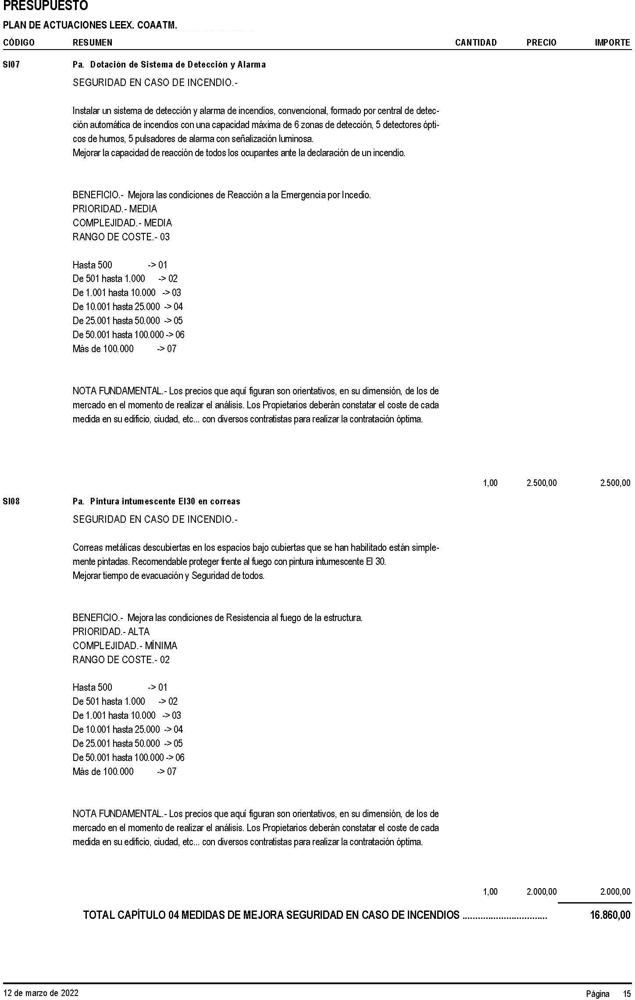 PRESUPUESTO
PLAN DE ACTUACIONES LEEX. COAATM.
CÓDIGO RESUMEN CANTIDAD PRECIO IMPORTE
SI07 Pa. Dotación de Sistema de Detección y Alarma
SEGURIDAD EN CASO DE INCENDIO.-
Instalar un sistema de detección y alarma de incendios, convencional, formado por central de detec-
ción automática de incendios con una capacidad máxima de 6 zonas de detección, 5 detectores ópti-
cos de humos, 5 pulsadores de alarma con señalización luminosa.
Mejorar la capacidad de reacción de todos los ocupantes ante la declaración de un incendio.
BENEFICIO.- Mejora las condiciones de Reacción a la Emergencia por Incedio.
PRIORIDAD.- MEDIA
COMPLEJIDAD.- MEDIA
RANGO DE COSTE.- 03
Hasta 500 -> 01
De 501 hasta 1.000 -> 02
De 1.001 hasta 10.000 -> 03
De 10.001 hasta 25.000 -> 04
De 25.001 hasta 50.000 -> 05
De 50.001 hasta 100.000 -> 06
Más de 100.000 -> 07
NOTA FUNDAMENTAL.- Los precios que aquí figuran son orientativos, en su dimensión, de los de
mercado en el momento de realizar el análisis. Los Propietarios deberán constatar el coste de cada
medida en su edificio, ciudad, etc... con diversos contratistas para realizar la contratación óptima.
1,00 2.500,00 2.500,00
SI08 Pa. Pintura intumescente EI30 en correas
SEGURIDAD EN CASO DE INCENDIO.-
Correas metálicas descubiertas en los espacios bajo cubiertas que se han habilitado están simple-
mente pintadas. Recomendable proteger frente al fuego con pintura intumescente EI 30.
Mejorar tiempo de evacuación y Seguridad de todos.
BENEFICIO.- Mejora las condiciones de Resistencia al fuego de la estructura.
PRIORIDAD.- ALTA
COMPLEJIDAD.- MÍNIMA
RANGO DE COSTE.- 02
Hasta 500 -> 01
De 501 hasta 1.000 -> 02
De 1.001 hasta 10.000 -> 03
De 10.001 hasta 25.000 -> 04
De 25.001 hasta 50.000 -> 05
De 50.001 hasta 100.000 -> 06
Más de 100.000 -> 07
NOTA FUNDAMENTAL.- Los precios que aquí figuran son orientativos, en su dimensión, de los de
mercado en el momento de realizar el análisis. Los Propietarios deberán constatar el coste de cada
medida en su edificio, ciudad, etc... con diversos contratistas para realizar la contratación óptima.
1,00 2.000,00 2.000,00
TOTAL CAPÍTULO 04 MEDIDAS DE MEJORA SEGURIDAD EN CASO DE INCENDIOS ................................. 16.860,00
12 de marzo de 2022 Página 15